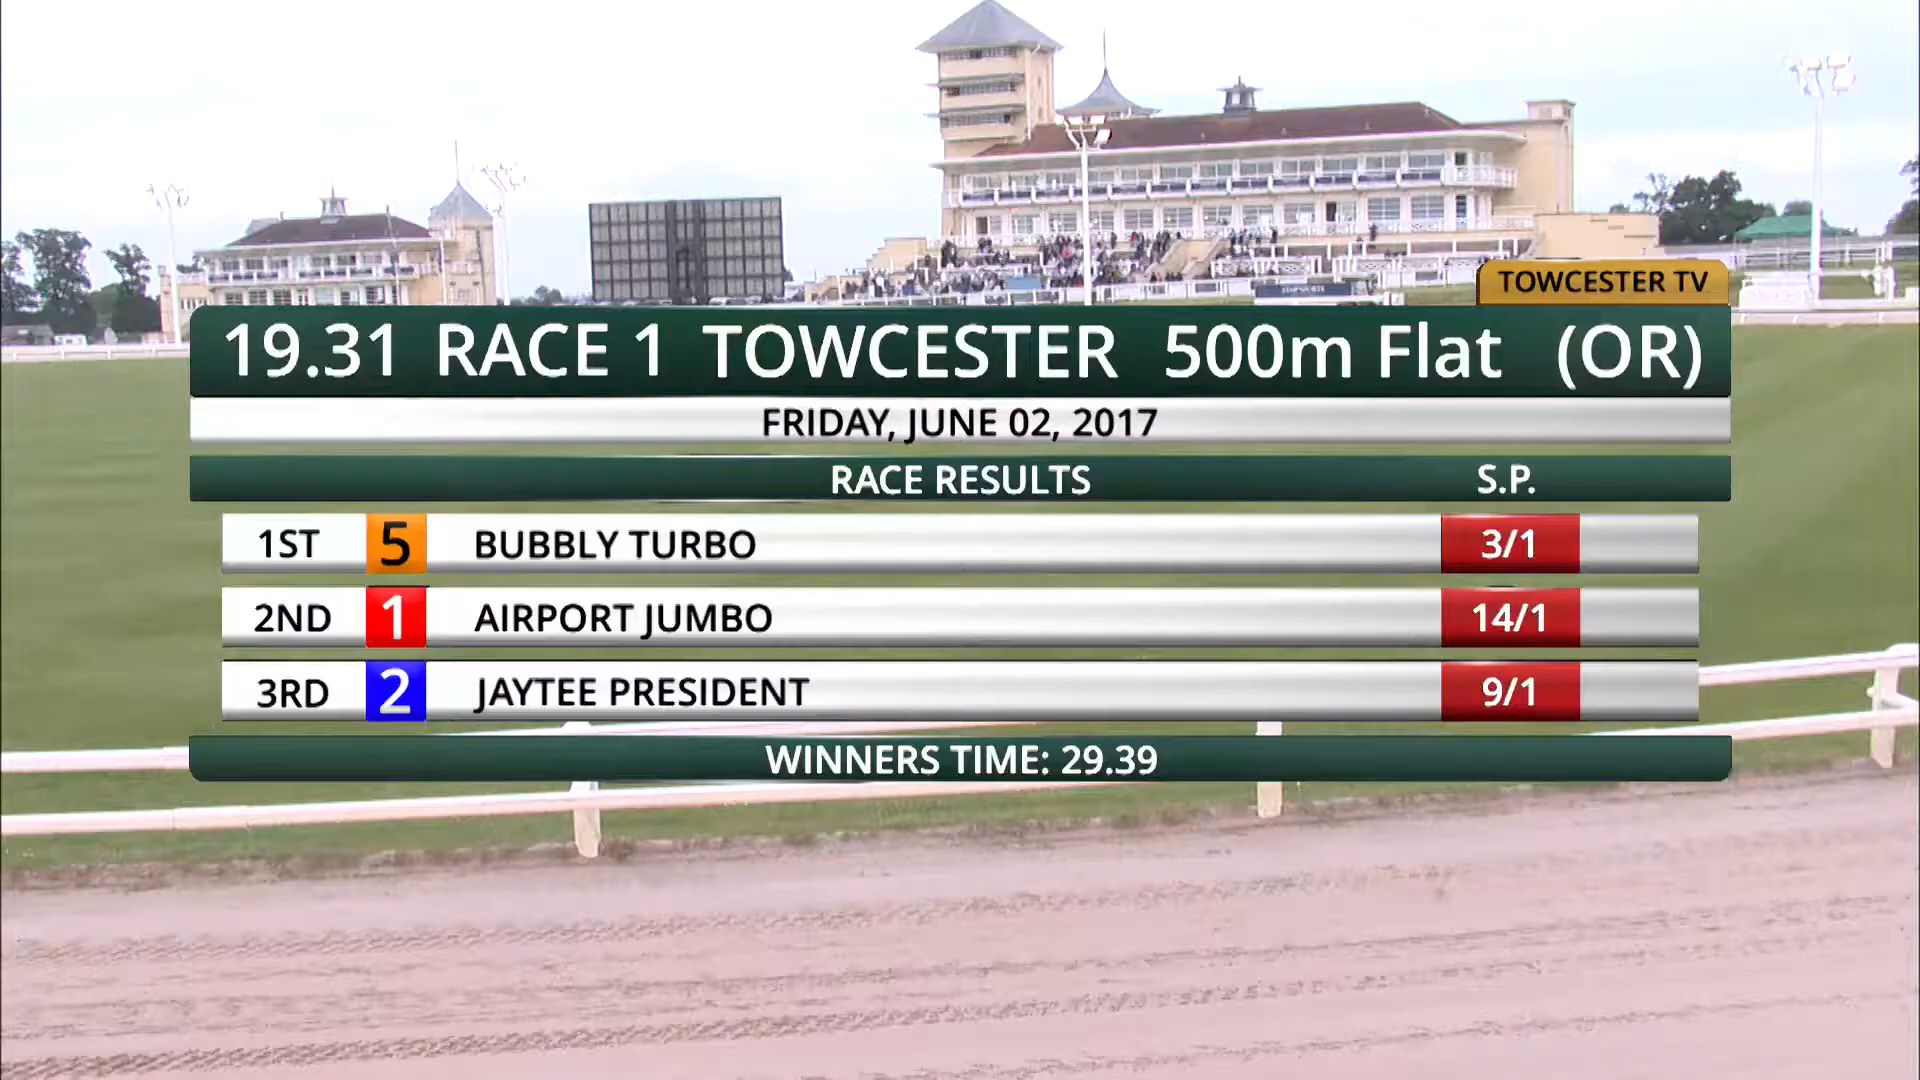 TOWCESTER TV
19.31 RACE 1 TOWCESTER 500m Flat (OR)
FRIDAY, JUNE 02, 2017
RACE RESULTS S.P.
1ST 5 BUBBLY TURBO 3/1
2ND 1 AIRPORT JUMBO 14/1
3RD 2 JAYTEE PRESIDENT 9/1
WINNERS TIME: 29.39